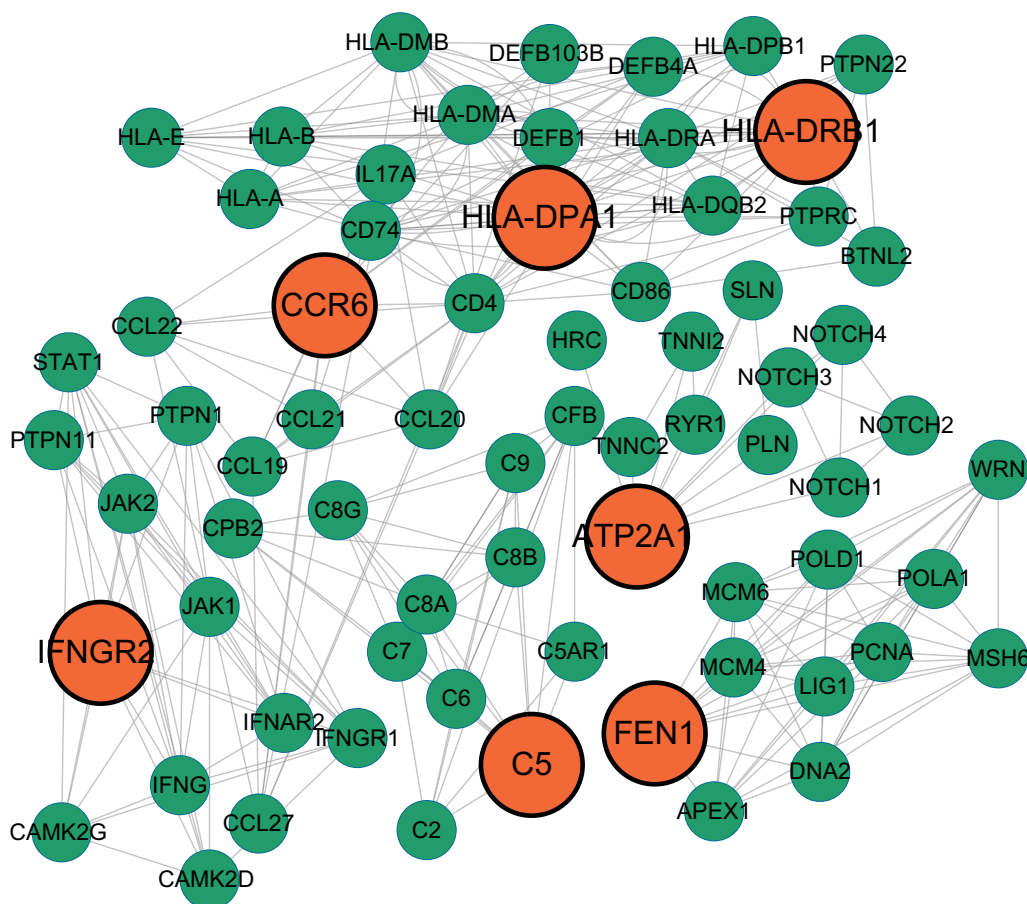 HLA-DMB
DEFB103B
HLA-DPB1
DEFB4A
PTPN22
HLA-E
HLA-B
HLA-DMA
DEFB1
HLA-DRA
HLA-DRB1
IL17A
HLA-A
HLA-DPA1
HLA-DQB2
PTPRC
CD74
BTNL2
CCR6
CD4
CD86
SLN
CCL22
HRC
TNNI2
NOTCH4
STAT1
NOTCH3
PTPN11
PTPN1
CCL21
CCL20
CFB
RYR1
NOTCH2
TNNC2
PLN
CCL19
C9
WRN
NOTCH1
JAK2
CPB2
C8G
ATP2A1
C8B
POLD1
POLA1
MCM6
JAK1
C8A
IFNGR2
C7
C5AR1
MCM4
PCNA
MSH6
C6
LIG1
IFNAR2
IFNGR1
FEN1
C5
DNA2
IFNG
APEX1
CAMK2G
CCL27
C2
CAMK2D